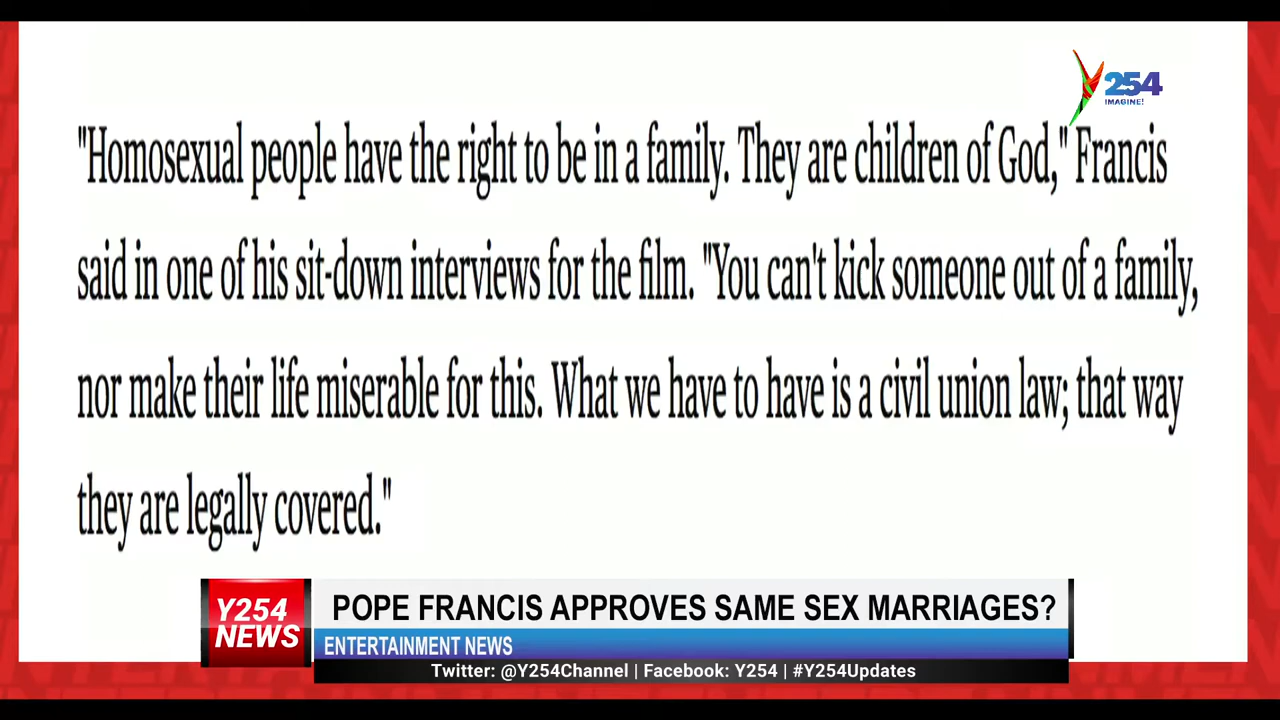 254
IMAGINE!
"Homosexual people have the right to be in a family. They are children of God," Francis
said in one of his sit-down interviews for the film. "You can't kick someone out of a family,
nor make their life miserable for this. What we have to have is a civil union law; that way
they are legally covered."
Y254
NEWS
POPE FRANCIS APPROVES SAME SEX MARRIAGES?
ENTERTAINMENT NEWS
Twitter: @Y254Channel | Facebook: Y254 | #Y254Updates